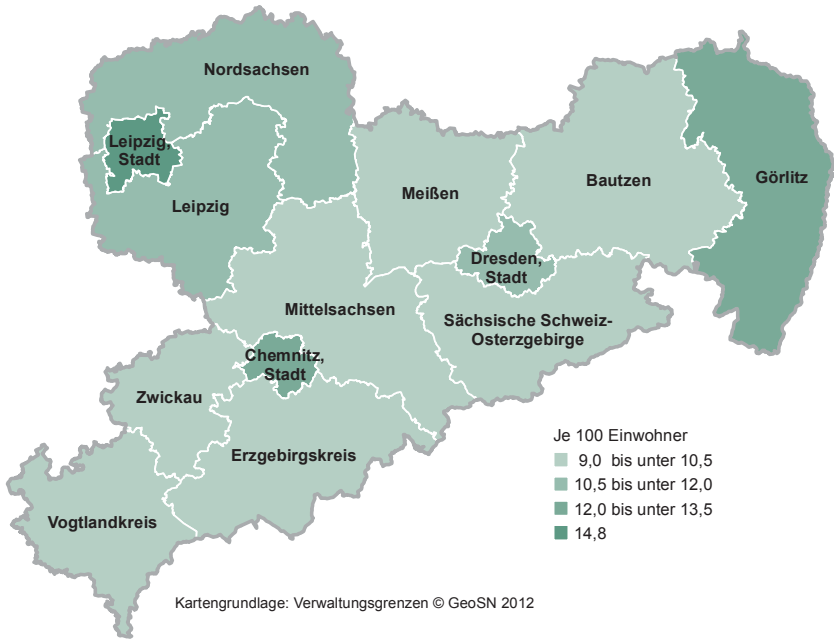 Nordsachsen
Leipzig,
Stadt
Leipzig
Meißen
Bautzen
Görlitz
Dresden,
Stadt
Mittelsachsen
Sächsische Schweiz-
Osterzgebirge
Chemnitz,
Stadt
Zwickau
Erzgebirgskreis
Vogtlandkreis
Je 100 Einwohner
9,0 bis unter 10,5
10,5 bis unter 12,0
12,0 bis unter 13,5
14,8
Kartengrundlage: Verwaltungsgrenzen © GeoSN 2012